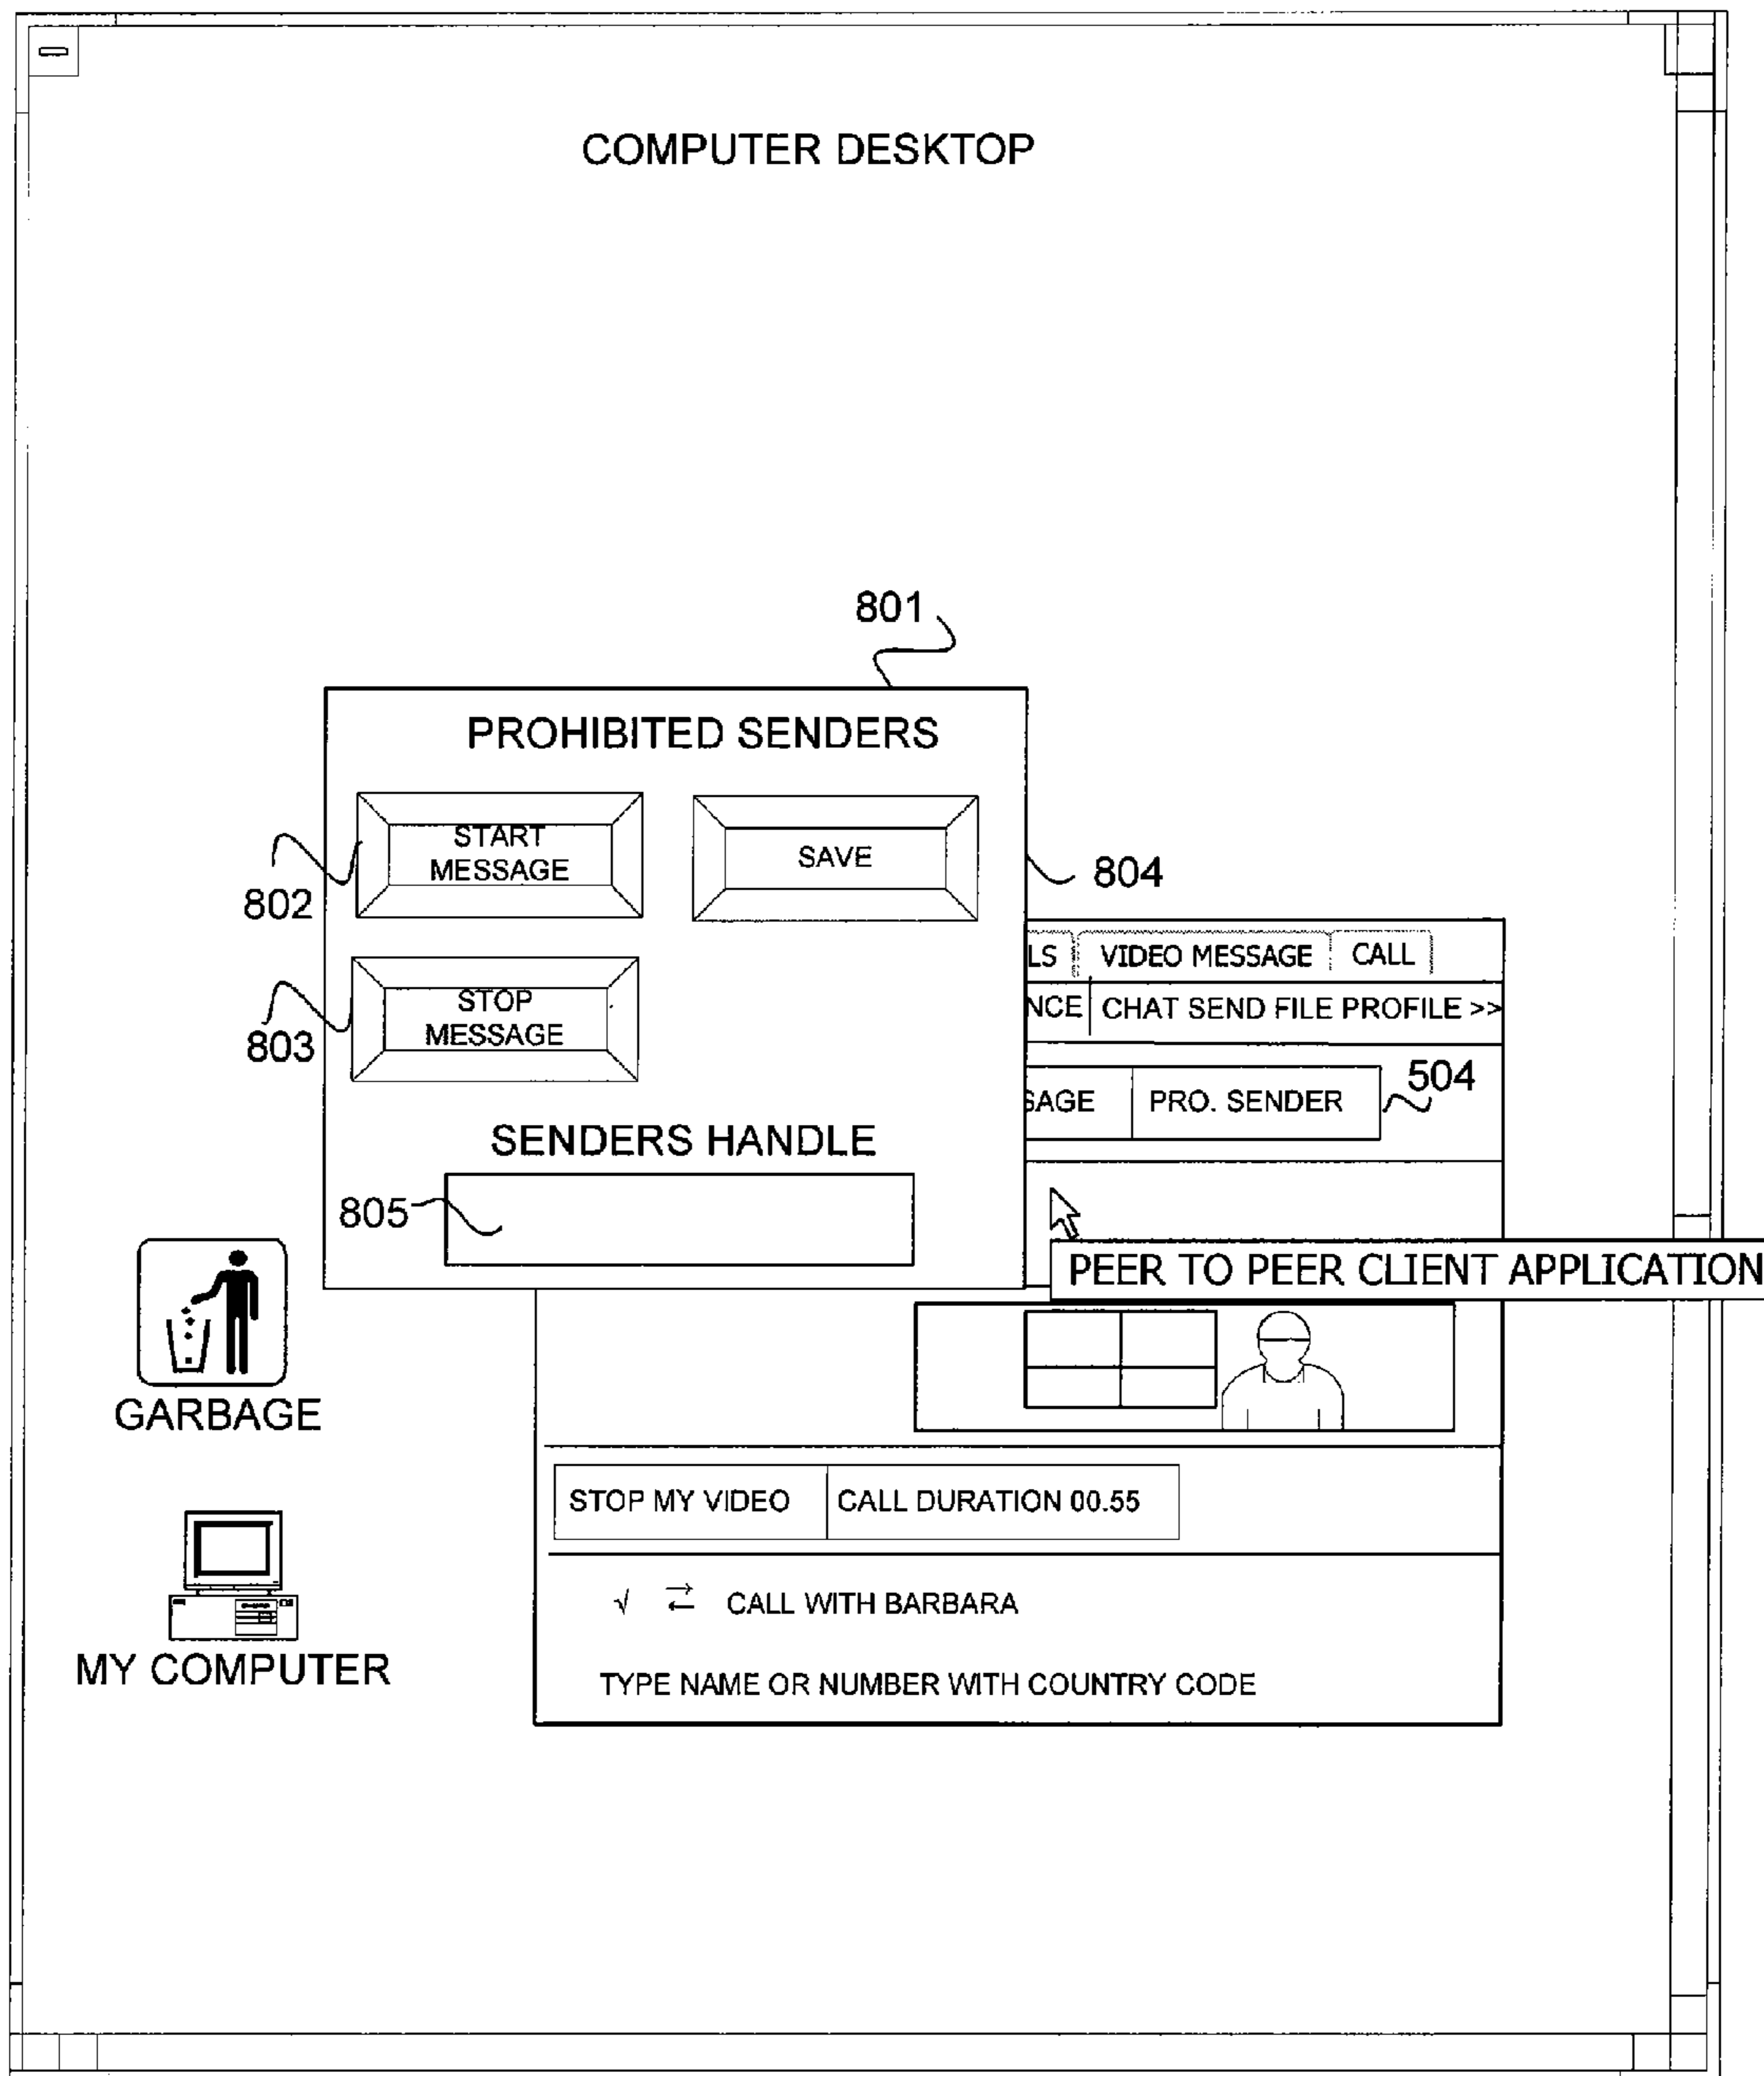 COMPUTER DESKTOP
801
PROHIBITED SENDERS
START
MESSAGE
SAVE
802
804
STOP
MESSAGE
803
LS
VIDEO MESSAGE
CALL
NCE
CHAT SEND FILE PROFILE >>
SAGE
PRO. SENDER
504
SENDERS HANDLE
805
PEER TO PEER CLIENT APPLICATION
GARBAGE
STOP MY VIDEO
CALL DURATION 00.55
√ CALL WITH BARBARA
MY COMPUTER
TYPE NAME OR NUMBER WITH COUNTRY CODE